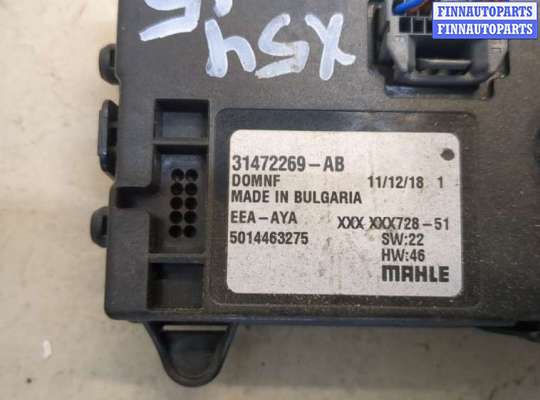 FINNAUTOPARTS
FINNAUTOPARTS
X54
31472269-AB
DOMNF 11/12/18 1
MADE IN BULGARIA
EEA-AYA XXX XXX728-51
5014463275 SW:22
HW:46
MAHLE